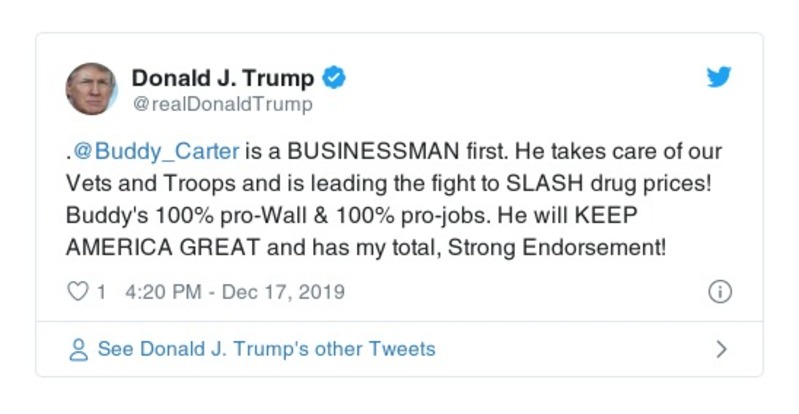 Donald J. Trump
@realDonaldTrump
.@Buddy_Carter is a BUSINESSMAN first. He takes care of our
Vets and Troops and is leading the fight to SLASH drug prices!
Buddy's 100% pro-Wall & 100% pro-jobs. He will KEEP
AMERICA GREAT and has my total, Strong Endorsement!
1 4:20 PM - Dec 17, 2019
See Donald J. Trump's other Tweets